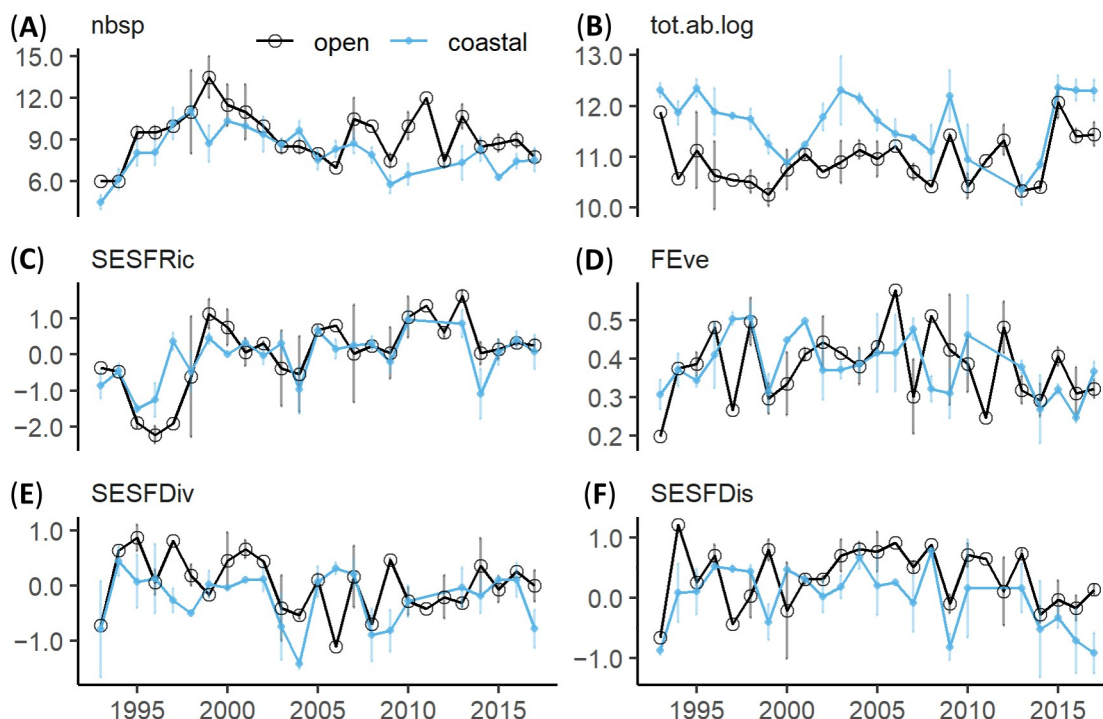 (A) nbsp
open coastal
15.0
12.0
9.0
6.0
(B) tot.ab.log
13.0
12.0
11.0
10.0
(C) SESFRic
1.0
0.0
−1.0
−2.0
(D) FEve
0.5
0.4
0.3
0.2
(E) SESFDiv
1.0
0.0
−1.0
1995 2000 2005 2010 2015
(F) SESFDis
1.0
0.0
−1.0
1995 2000 2005 2010 2015